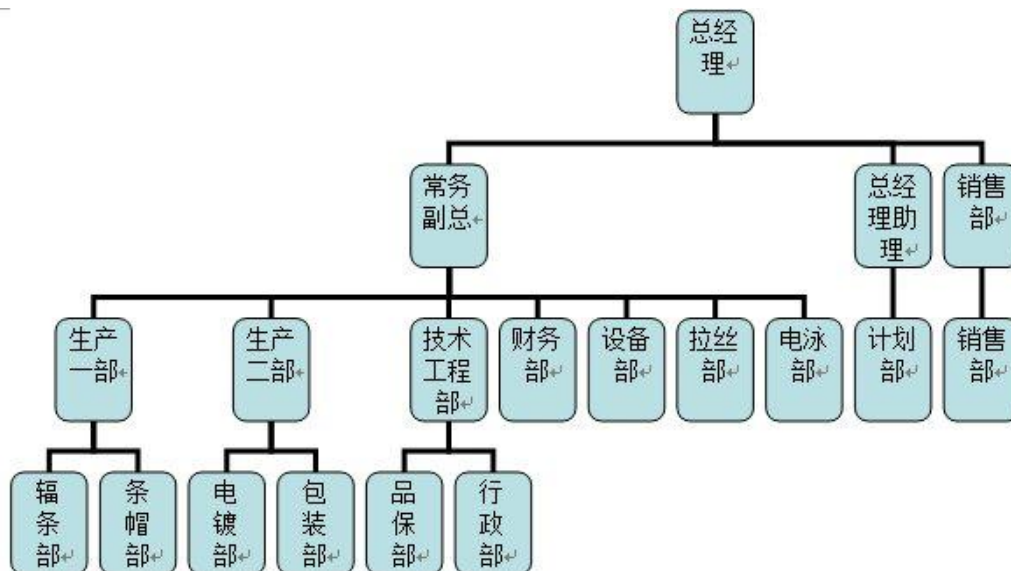 总经
理
常务
副总
总经
理助
理
销售
部
生产
一部
生产
二部
技术
工程
部
财务
部
设备
部
拉丝
部
电泳
部
计划
部
销售
部
辐
条
部
条
帽
部
电
镀
部
包
装
部
品
保
部
行
政
部